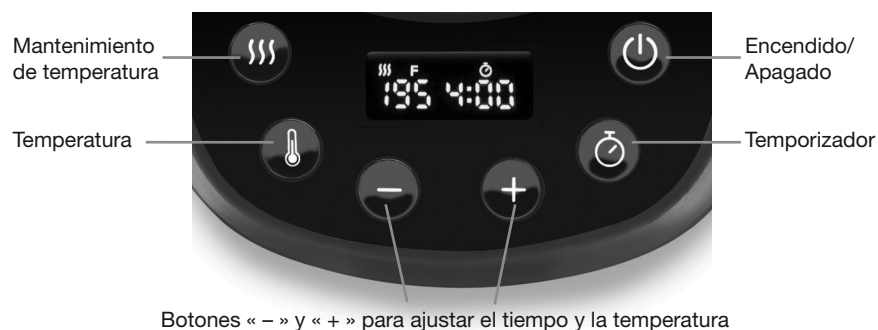 Mantenimiento
de temperatura
Encendido/
Apagado
F
195 4:00
Temperatura
Temporizador
− +
Botones « – » y « + » para ajustar el tiempo y la temperatura